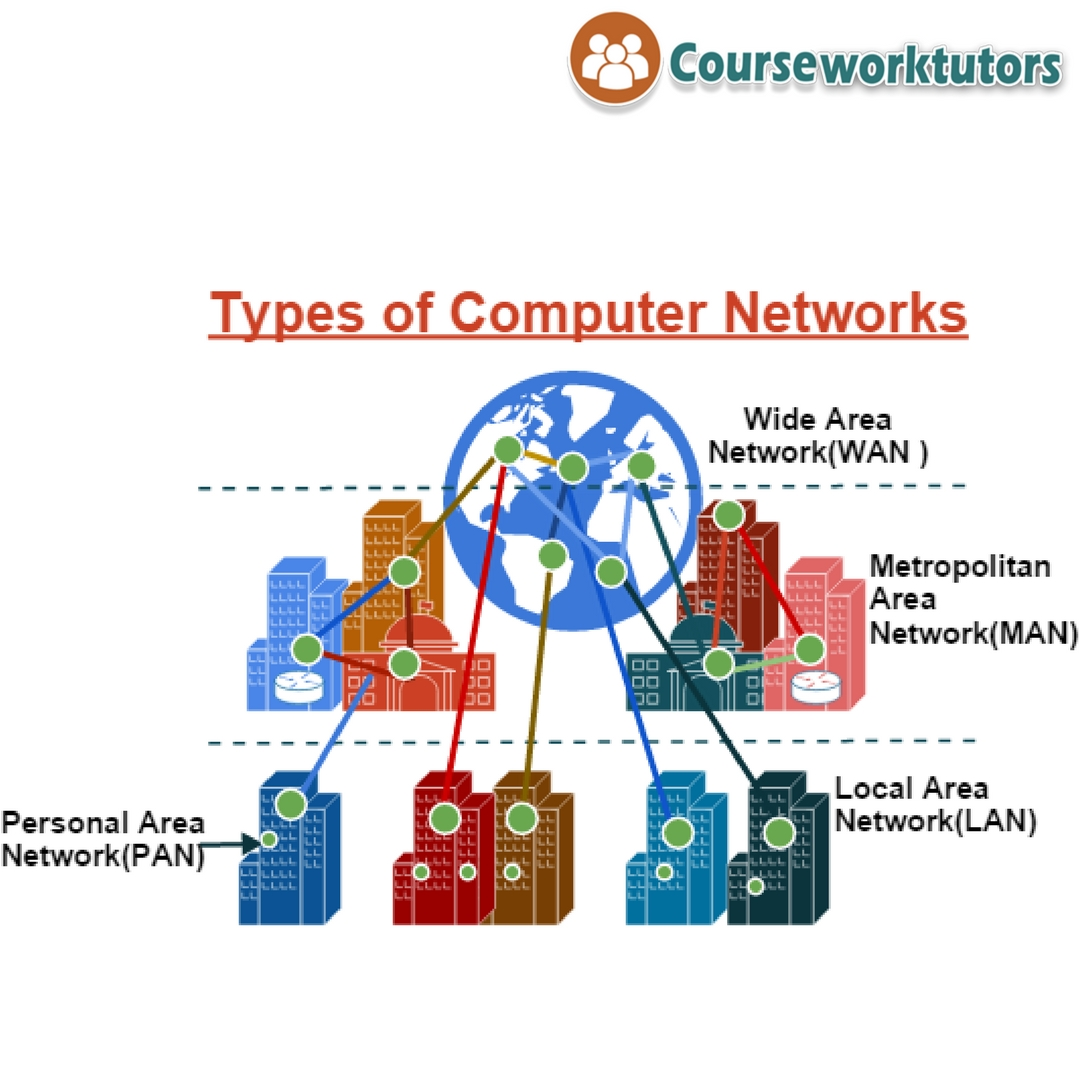 Courseworktutors
Types of Computer Networks
Wide Area
Network(WAN )
Metropolitan
Area
Network(MAN)
Local Area
Network(LAN)
Personal Area
Network(PAN)